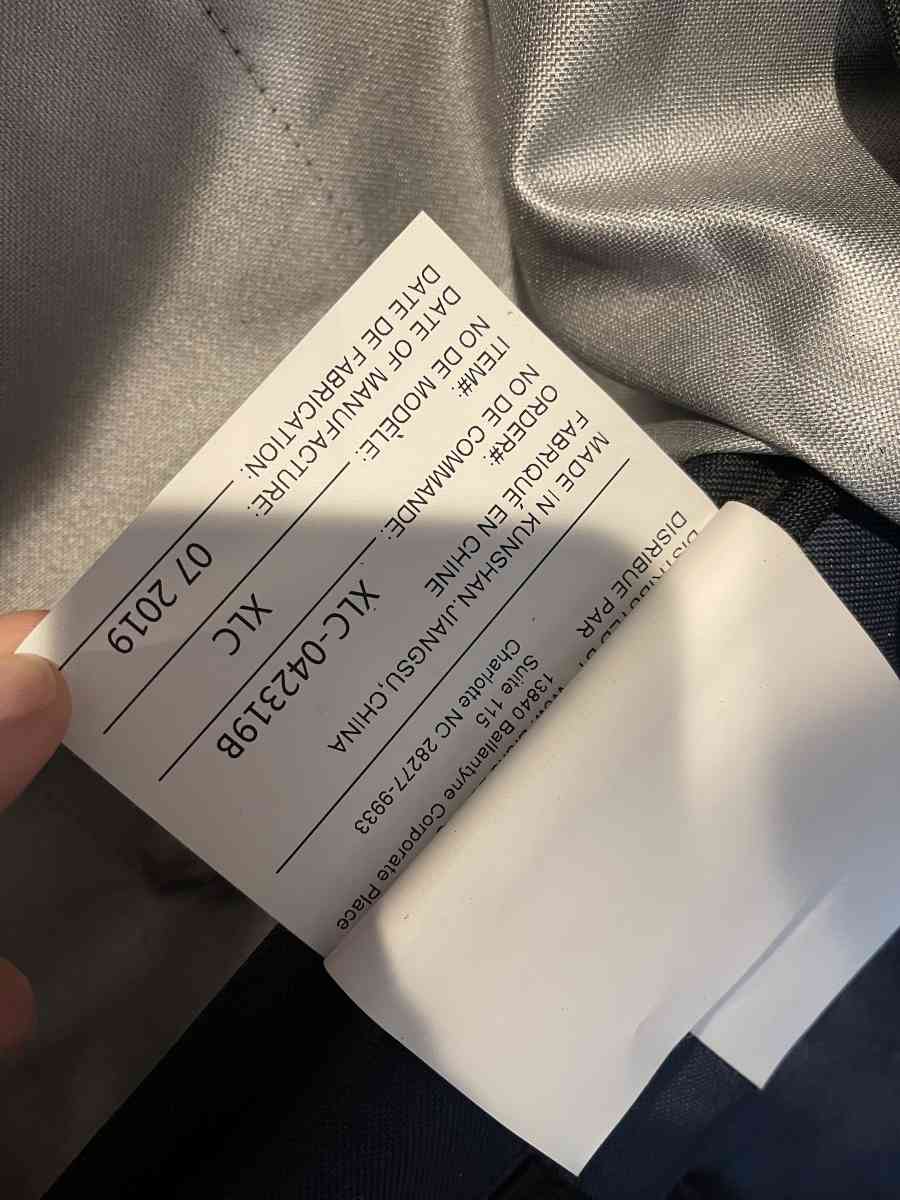 DISTRIBUTED
DISRIBUE PAR
13840 Ballantyne Corporate Place
Suite 115
Charlotte NC 28277-9933
MADE IN KUNSHAN,JIANGSU,CHINA
FABRIQUÉ EN CHINE
ORDER#:
NO DE COMMANDE: XLC-042319B
ITEM#:
NO DE MODÈLE: XLC
DATE OF MANUFACTURE:
DATE DE FABRICATION: 07 2019